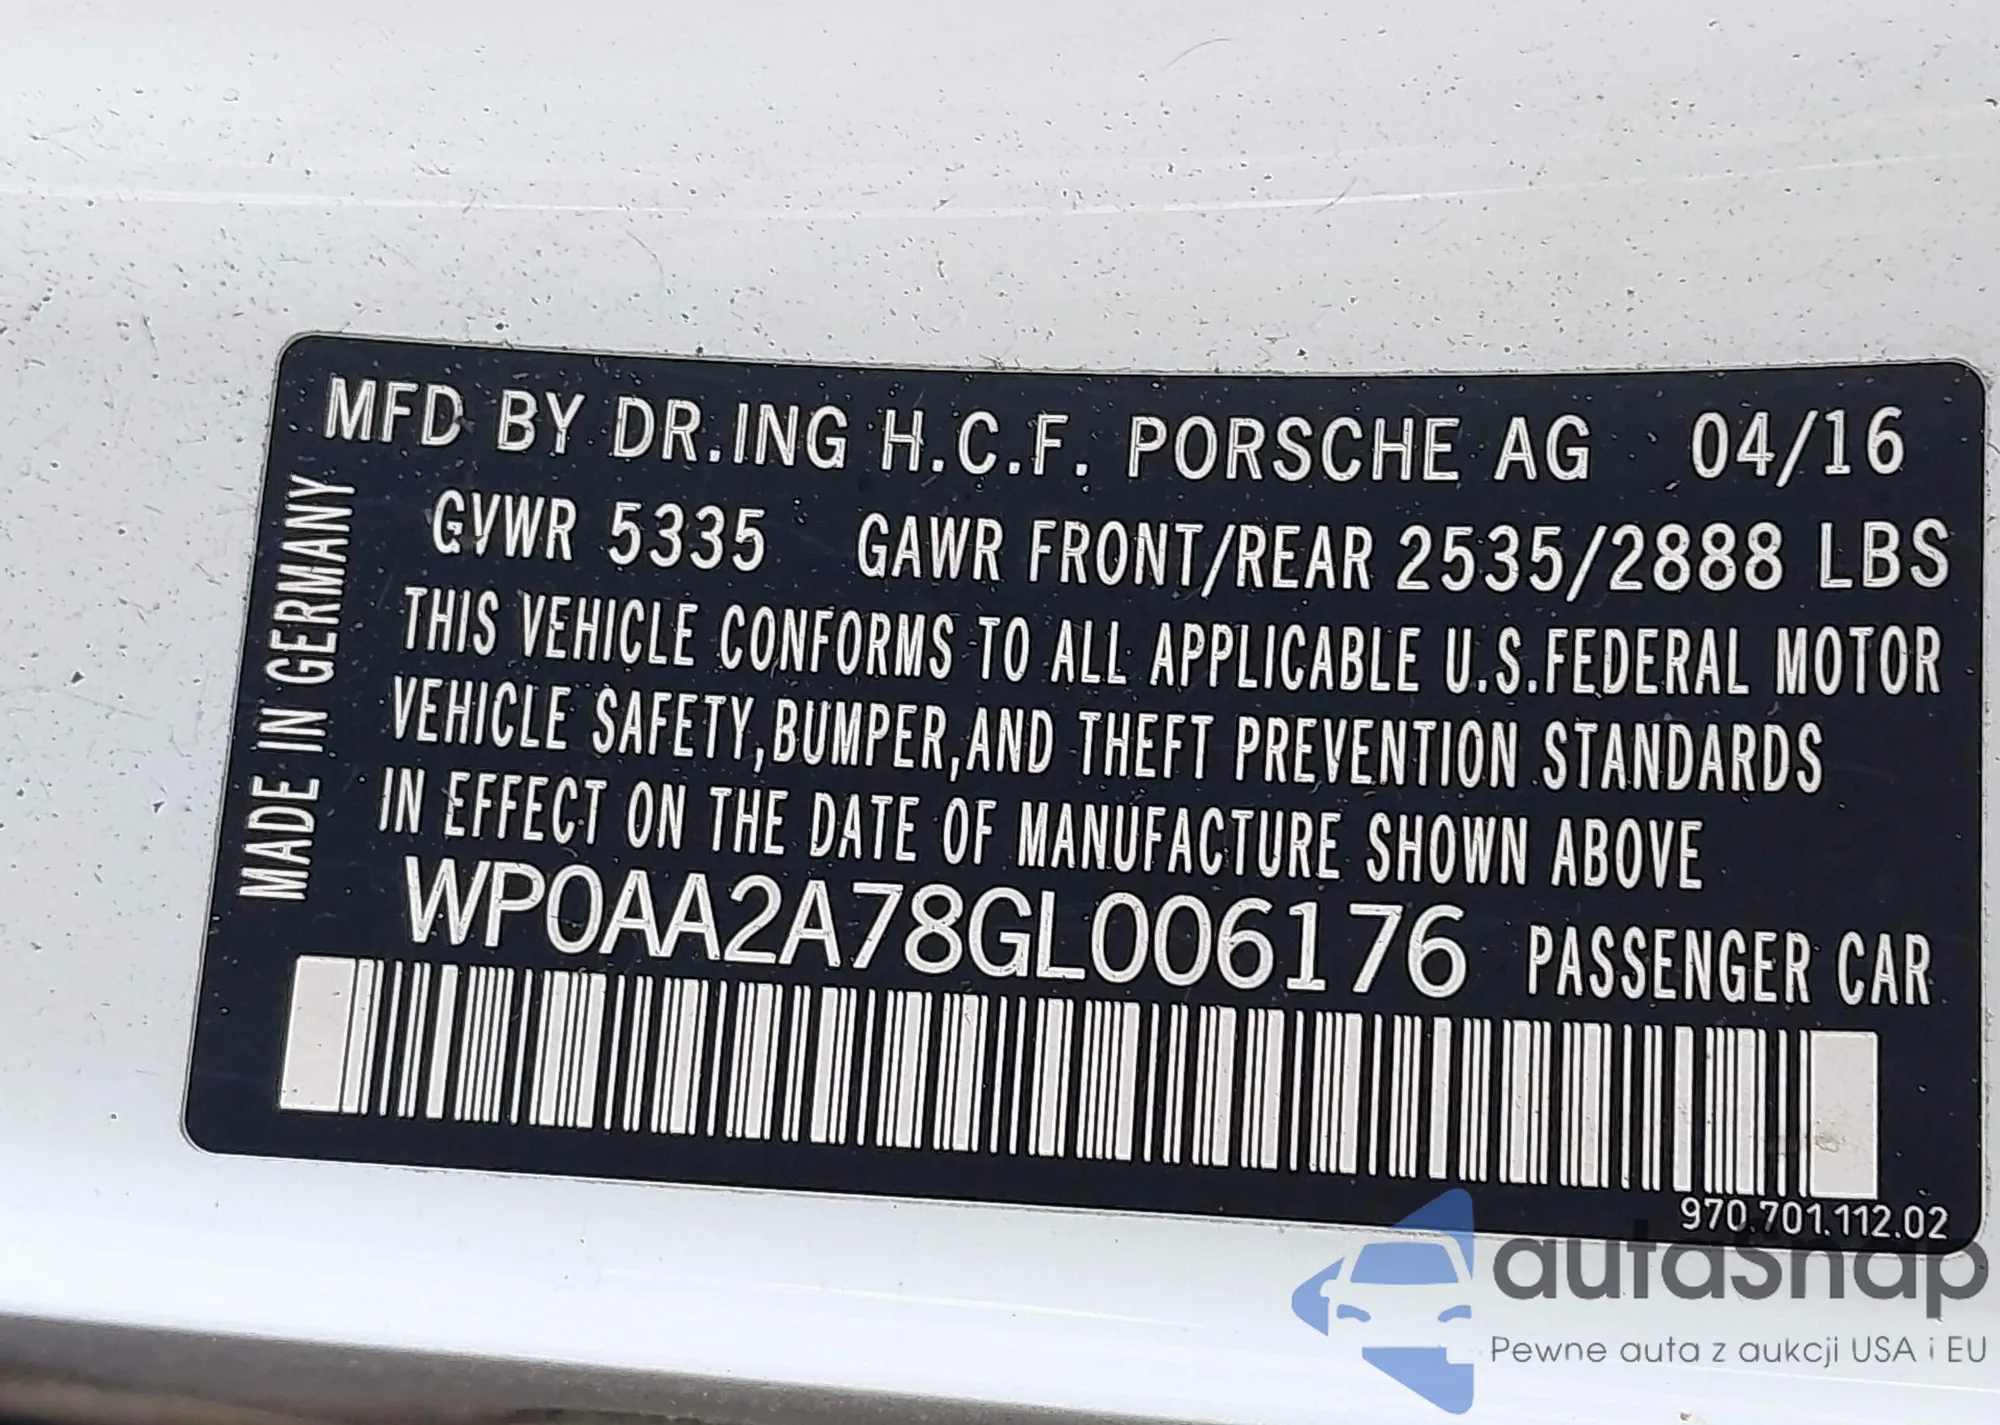 MFD BY DR.ING H.C.F. PORSCHE AG 04/16
GVWR 5335 GAWR FRONT/REAR 2535/2888 LBS
THIS VEHICLE CONFORMS TO ALL APPLICABLE U.S.FEDERAL MOTOR
VEHICLE SAFETY,BUMPER,AND THEFT PREVENTION STANDARDS
IN EFFECT ON THE DATE OF MANUFACTURE SHOWN ABOVE
WP0AA2A78GL006176 PASSENGER CAR
MADE IN GERMANY
970.701.112.02
autasnap
Pewne auta z aukcji USA i EU